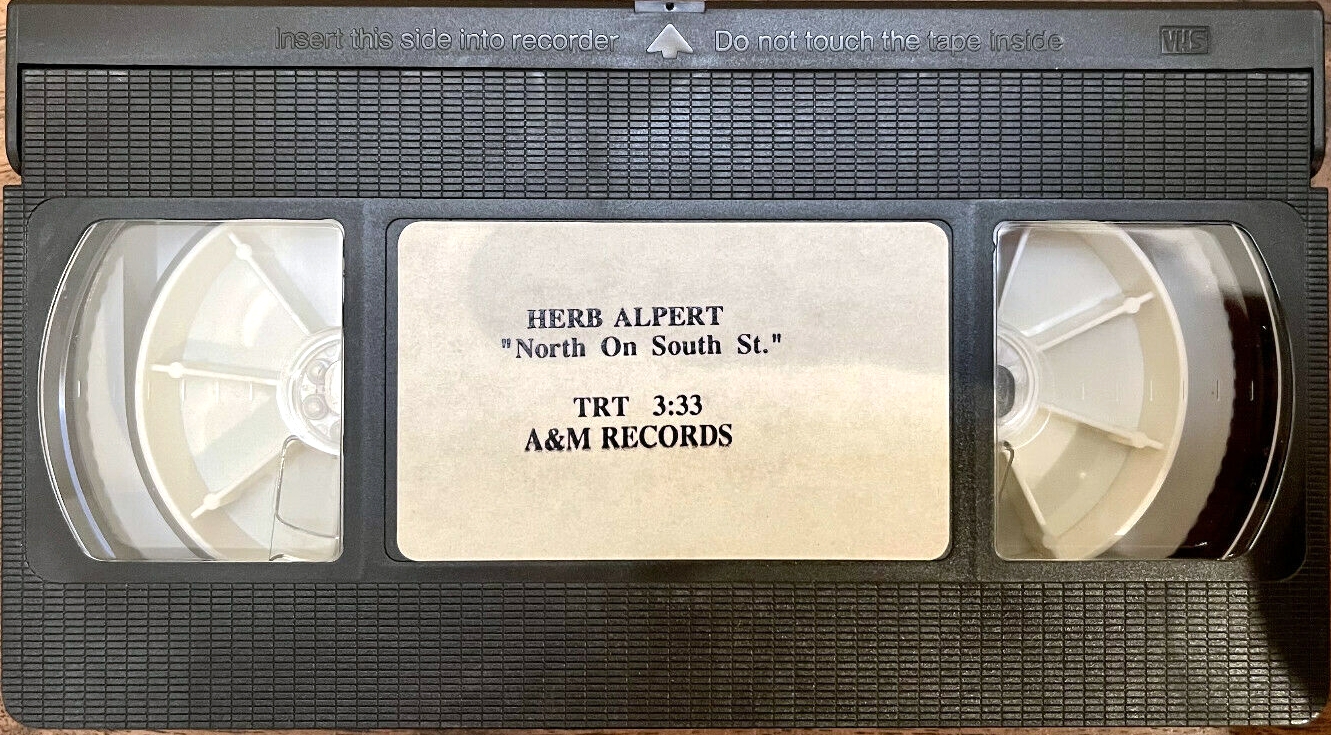 Insert this side into recorder Do not touch the tape inside VHS
HERB ALPERT
"North On South St."
TRT 3:33
A&M RECORDS